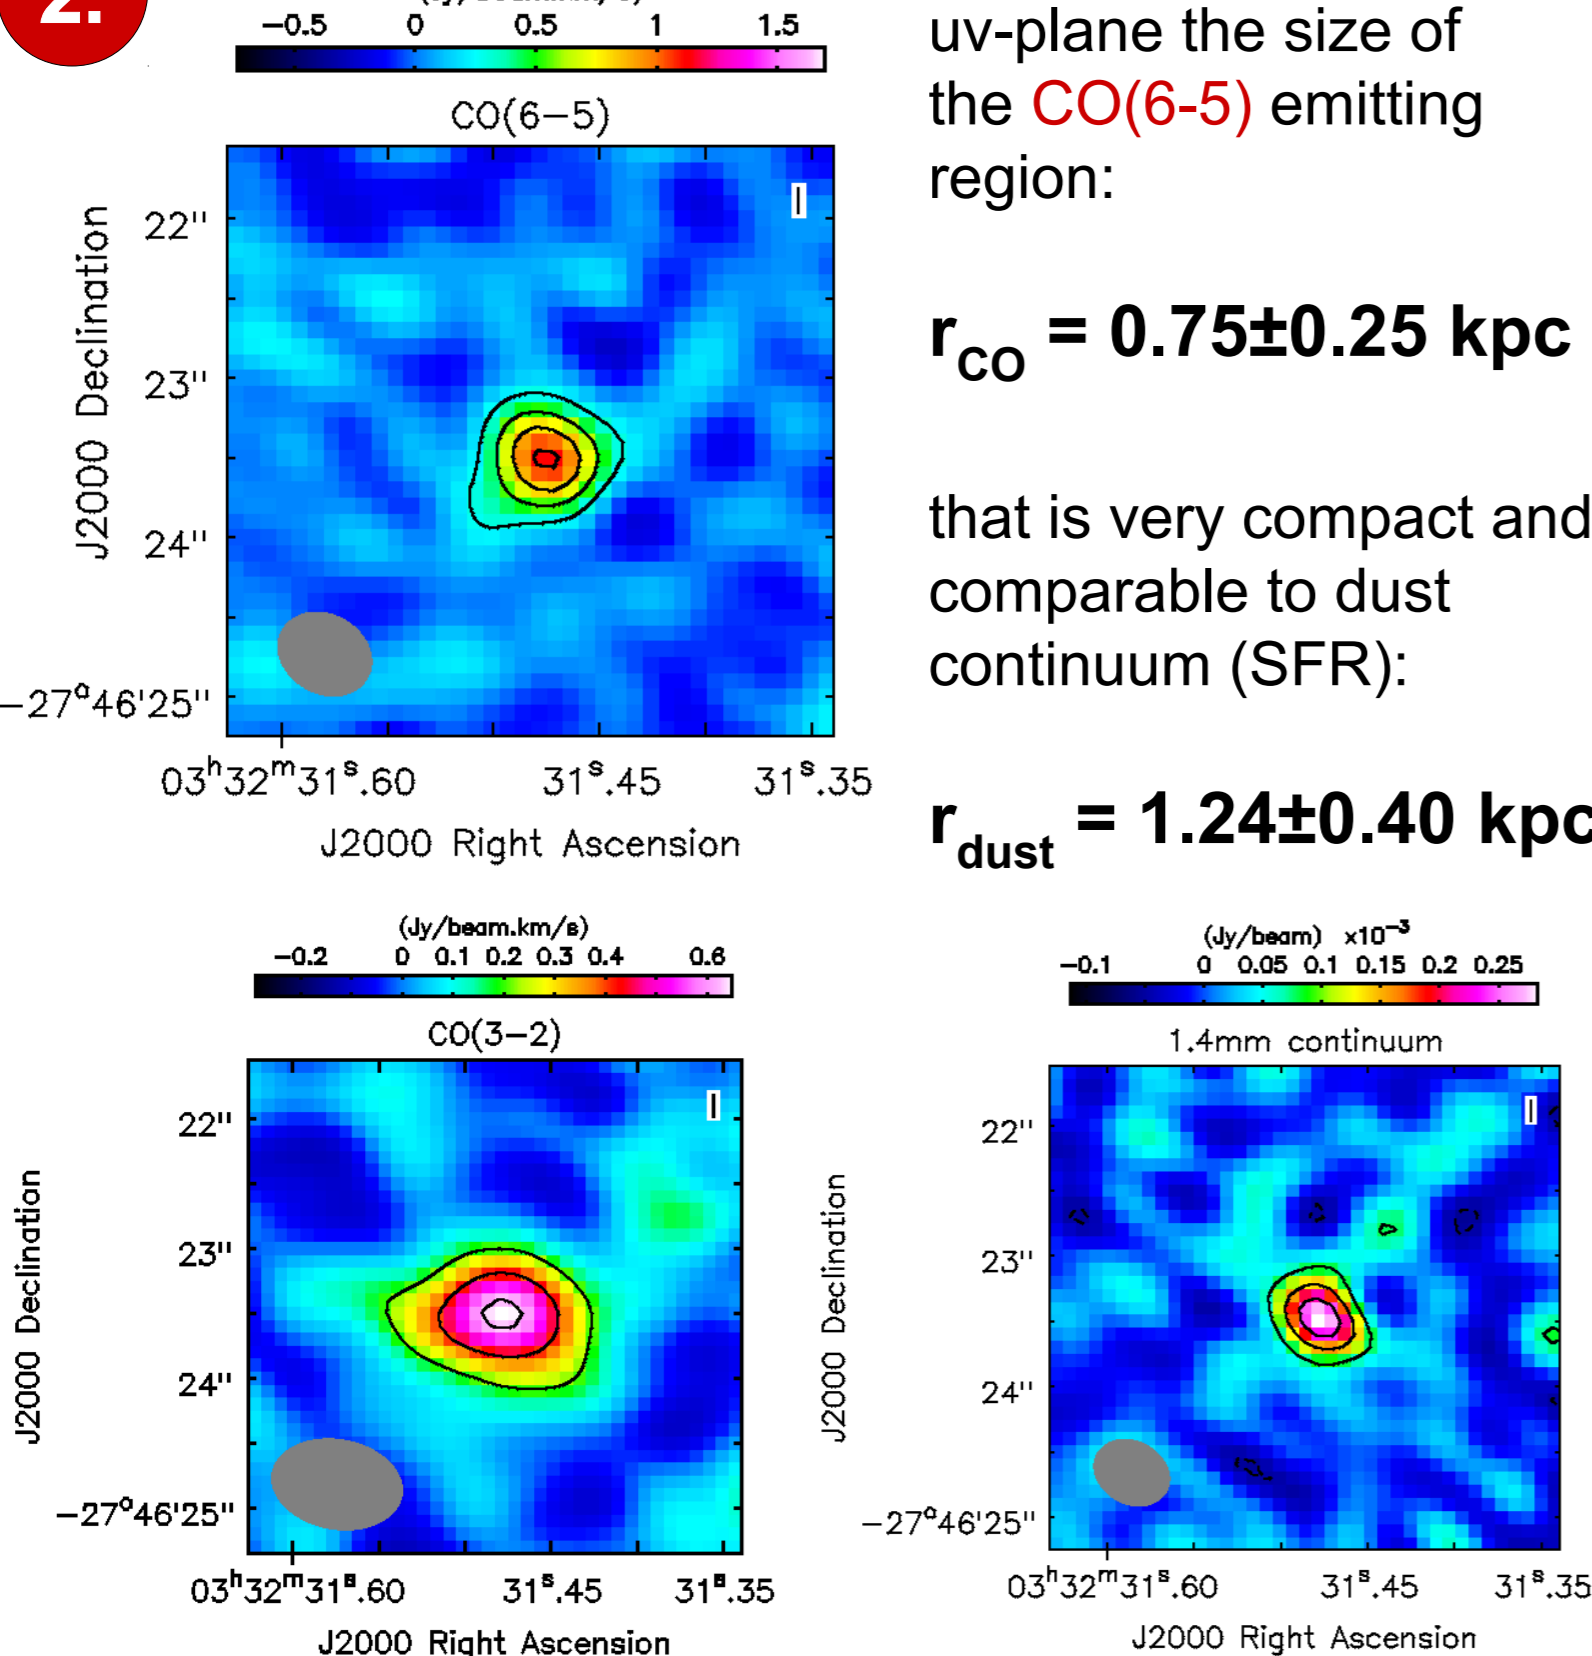 2.
−0.5 0 0.5 1 1.5
CO(6−5)
J2000 Declination
22"
23"
24"
−27°46'25"
03ʰ32ᵐ31ˢ.60 31ˢ.45 31ˢ.35
J2000 Right Ascension
uv-plane the size of
the CO(6-5) emitting
region:
r_CO = 0.75±0.25 kpc
that is very compact and
comparable to dust
continuum (SFR):
r_dust = 1.24±0.40 kpc
(Jy/beam.km/s)
−0.2 0 0.1 0.2 0.3 0.4 0.6
CO(3−2)
J2000 Declination
22"
23"
24"
−27°46'25"
03ʰ32ᵐ31ˢ.60 31ˢ.45 31ˢ.35
J2000 Right Ascension
(Jy/beam) ×10⁻³
−0.1 0 0.05 0.1 0.15 0.2 0.25
1.4mm continuum
J2000 Declination
22"
23"
24"
−27°46'25"
03ʰ32ᵐ31ˢ.60 31ˢ.45 31ˢ.35
J2000 Right Ascension